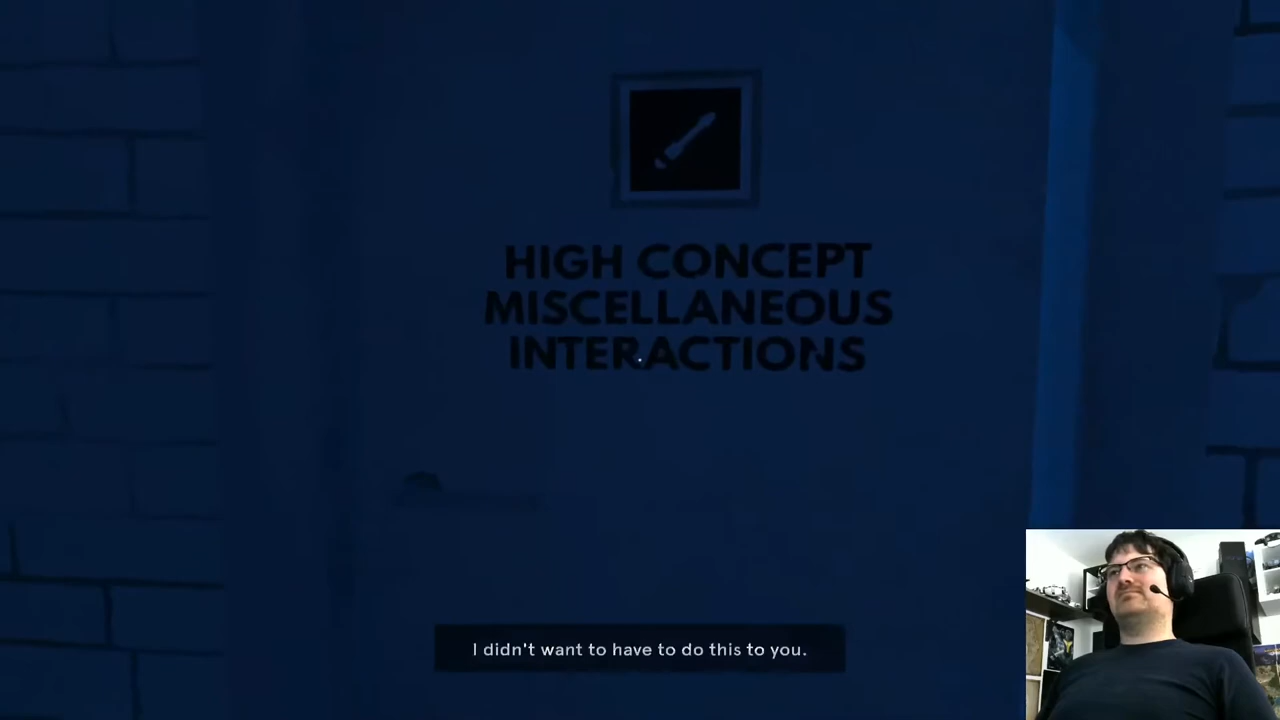 HIGH CONCEPT
MISCELLANEOUS
INTERACTIONS
I didn't want to have to do this to you.